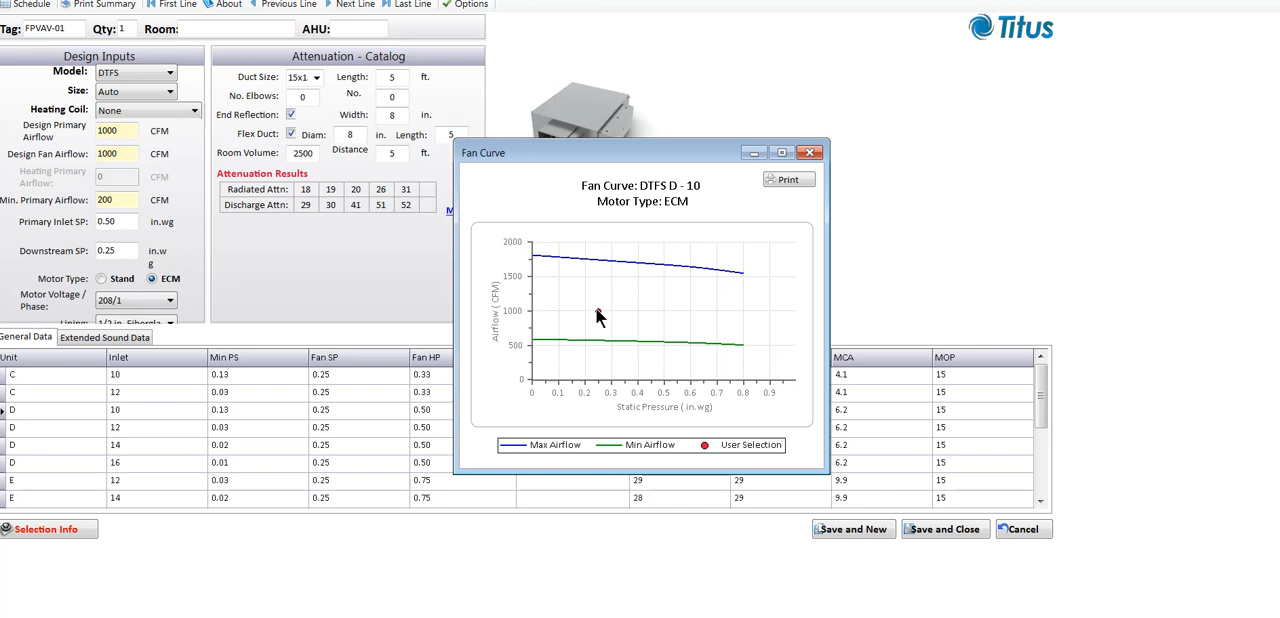 Schedule Print Summary First Line About Previous Line Next Line Last Line Options
Tag: FPVAV-01 Qty: 1 Room: AHU:
Titus
Design Inputs
Model: DTFS
Size: Auto
Heating Coil: None
Design Primary
Airflow
1000 CFM
Design Fan Airflow: 1000 CFM
Heating Primary
Airflow:
0 CFM
Min. Primary Airflow: 200 CFM
Primary Inlet SP: 0.50 in.wg
Downstream SP: 0.25 in.w
g
Motor Type: Stand ECM
Motor Voltage /
Phase:
208/1
Lining: 1/2 in. Fibergla
Attenuation - Catalog
Duct Size: 15x1 Length: 5 ft.
No. Elbows: 0 No. 0
End Reflection: Width: 8 in.
Flex Duct: Diam: 8 in. Length: 5
Room Volume: 2500 Distance 5 ft.
Attenuation Results
Radiated Attn: 18 19 20 26 31
Discharge Attn: 29 30 41 51 52
M
Fan Curve
Print
Fan Curve: DTFS D - 10
Motor Type: ECM
Airflow ( CFM)
2000
1500
1000
500
0
0 0.1 0.2 0.3 0.4 0.5 0.6 0.7 0.8 0.9
Static Pressure ( in.wg)
Max Airflow Min Airflow User Selection
General Data Extended Sound Data
Unit Inlet Min PS Fan SP Fan HP MCA MOP
C 10 0.13 0.25 0.33 4.1 15
C 12 0.03 0.25 0.33 4.1 15
D 10 0.13 0.25 0.50 6.2 15
D 12 0.03 0.25 0.50 6.2 15
D 14 0.02 0.25 0.50 6.2 15
D 16 0.01 0.25 0.50 6.2 15
E 12 0.03 0.25 0.75 29 29 9.9 15
E 14 0.02 0.25 0.75 28 29 9.9 15
Selection Info
Save and New Save and Close Cancel